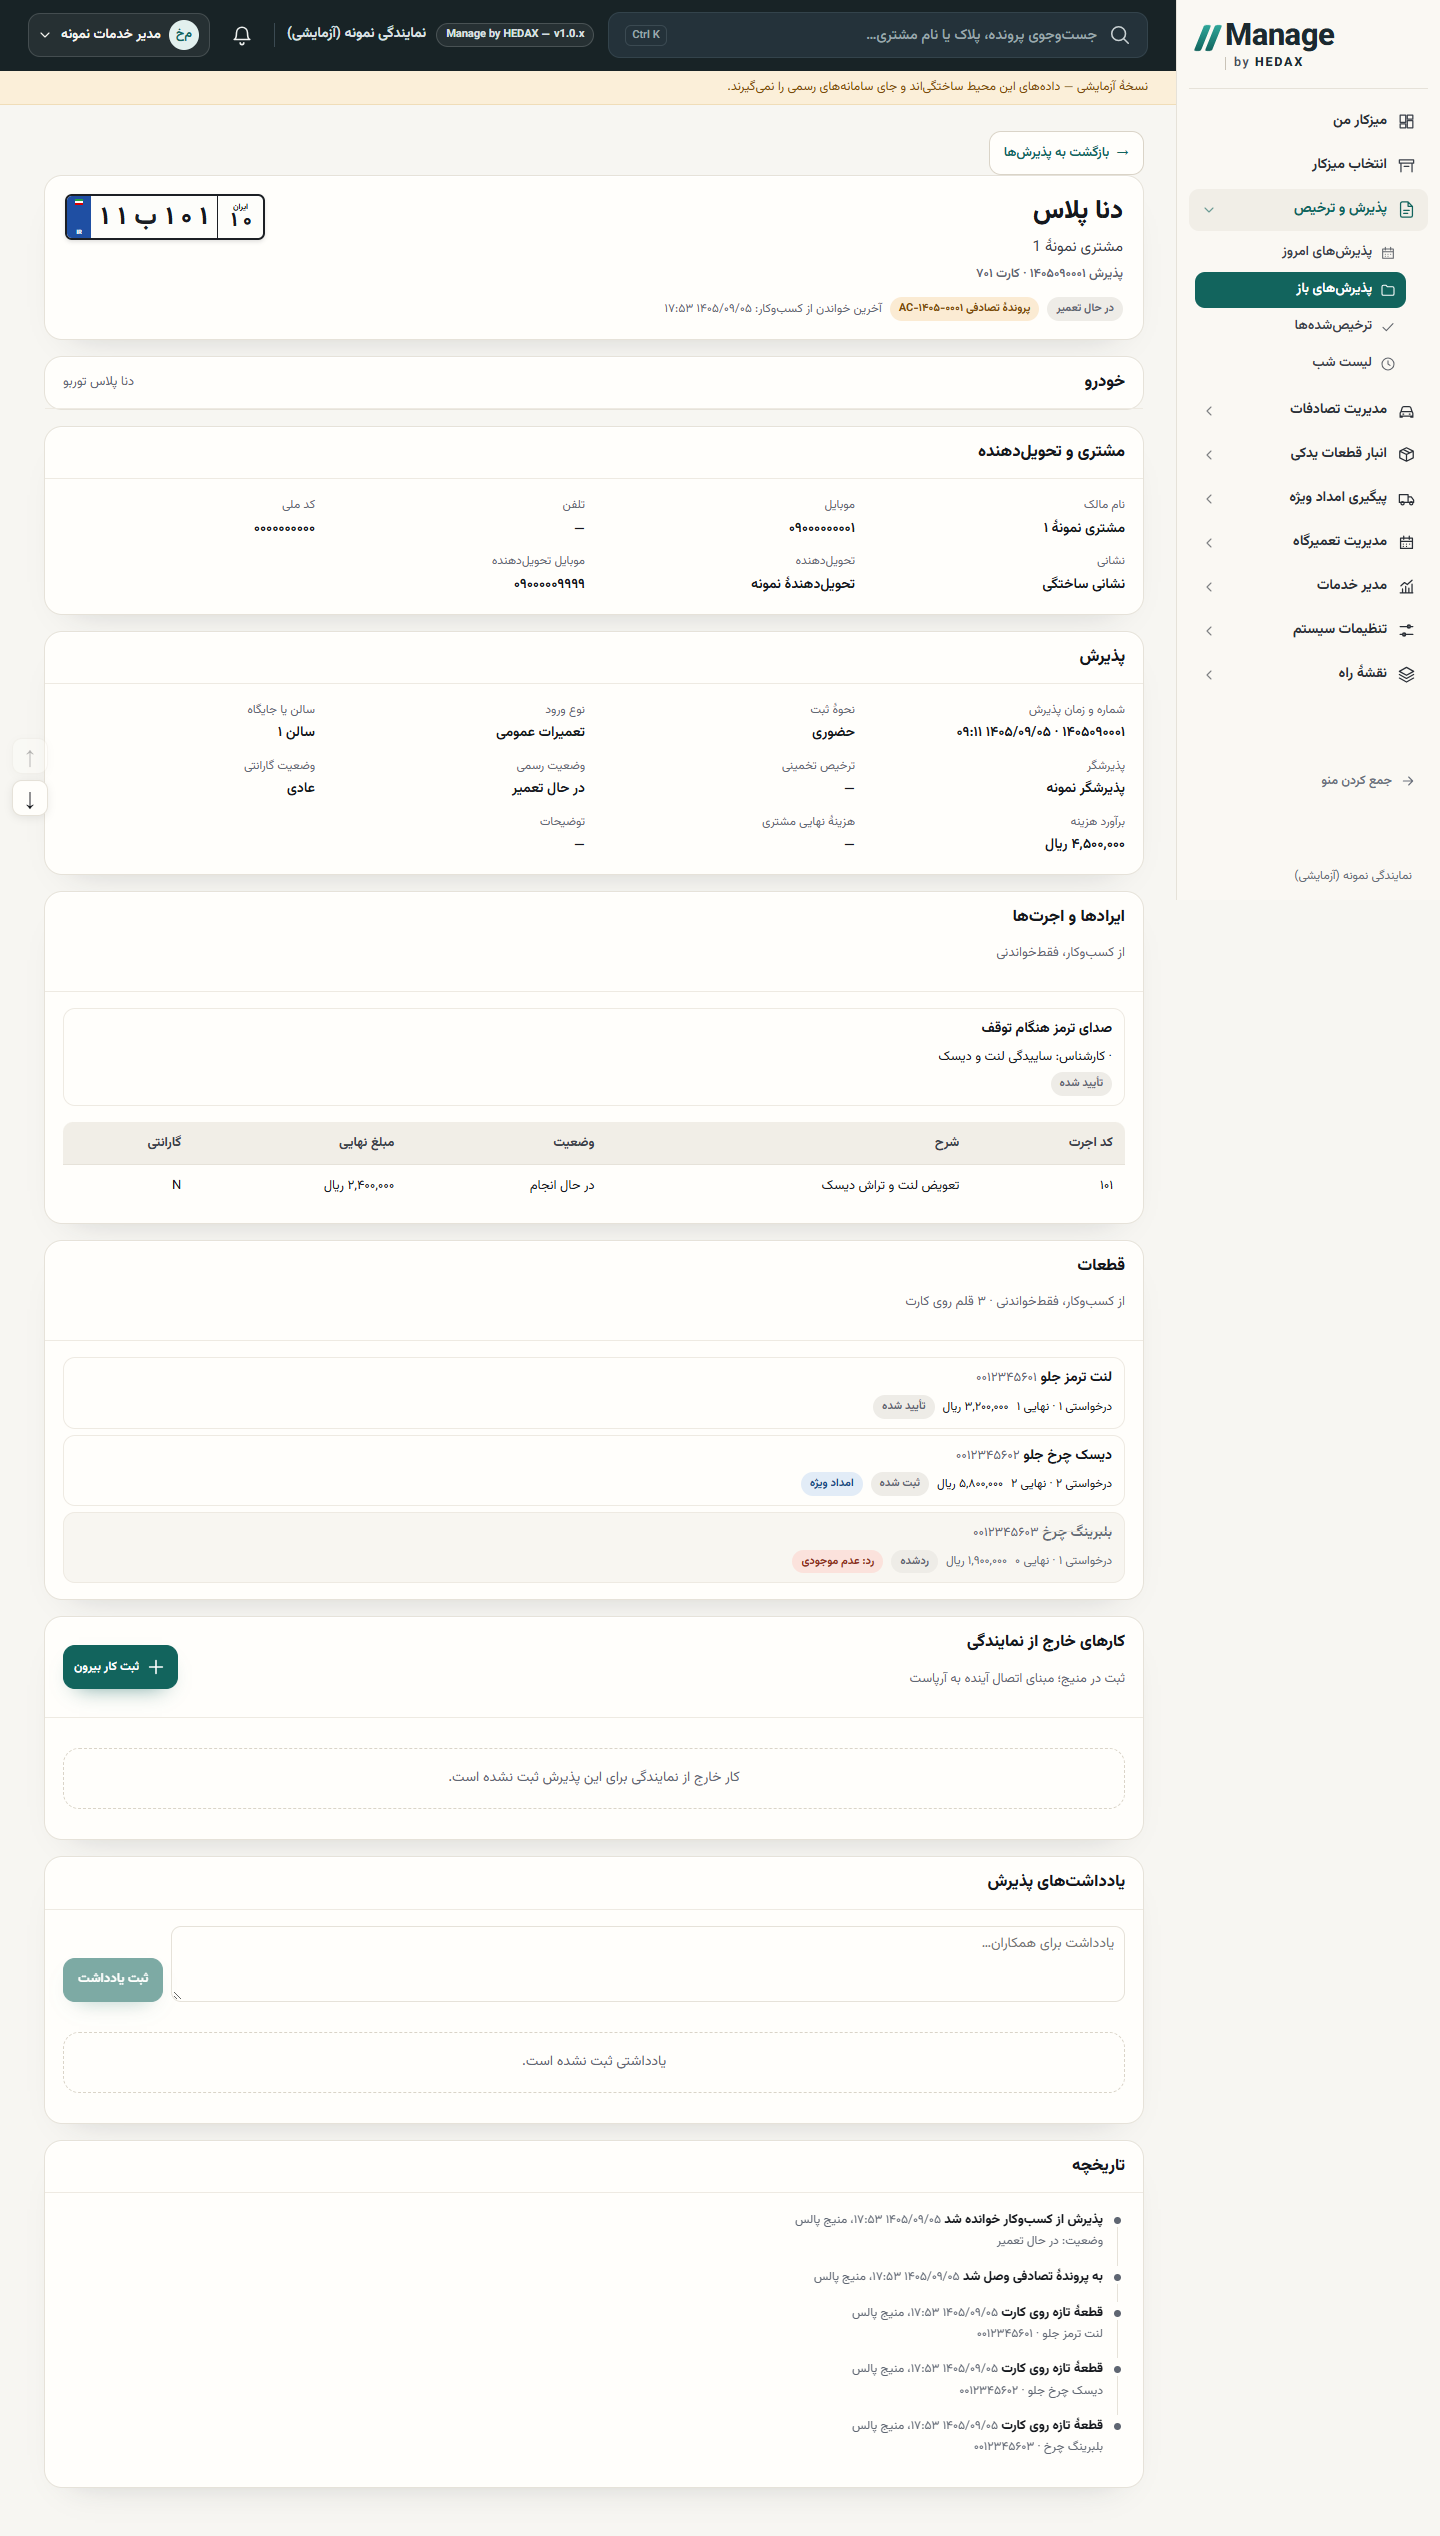 Manage
by HEDAX
میزکار من
انتخاب میزکار
پذیرش و ترخیص
پذیرش‌های امروز
پذیرش‌های باز
ترخیص‌شده‌ها
لیست شب
مدیریت تصادفات
انبار قطعات یدکی
پیگیری امداد ویژه
مدیریت تعمیرگاه
مدیر خدمات
تنظیمات سیستم
نقشهٔ راه
جمع کردن منو
نمایندگی نمونه (آزمایشی)
جست‌وجوی پرونده، پلاک یا نام مشتری...
Ctrl K
Manage by HEDAX — v1.0.x
نمایندگی نمونه (آزمایشی)
م‌خ
مدیر خدمات نمونه
نسخهٔ آزمایشی — داده‌های این محیط ساختگی‌اند و جای سامانه‌های رسمی را نمی‌گیرند.
→ بازگشت به پذیرش‌ها
دنا پلاس
مشتری نمونهٔ 1
پذیرش ۱۴۰۵۰۹۰۰۰۱ · کارت ۷۰۱
در حال تعمیر
پروندهٔ تصادفی AC-۱۴۰۵-۰۰۰۱
آخرین خواندن از کسب‌وکار: ۱۴۰۵/۰۹/۰۵ ۱۷:۵۳
۱۱ ب ۱۰۱
ایران
۱۰
خودرو
دنا پلاس توربو
مشتری و تحویل‌دهنده
نام مالک
موبایل
تلفن
کد ملی
مشتری نمونهٔ ۱
۰۹۰۰۰۰۰۰۰۰۱
—
۰۰۰۰۰۰۰۰۰۰
نشانی
تحویل‌دهنده
موبایل تحویل‌دهنده
نشانی ساختگی
تحویل‌دهندهٔ نمونه
۰۹۰۰۰۰۰۹۹۹۹
پذیرش
شماره و زمان پذیرش
نحوهٔ ثبت
نوع ورود
سالن یا جایگاه
۱۴۰۵۰۹۰۰۰۱ · ۱۴۰۵/۰۹/۰۵ ۰۹:۱۱
حضوری
تعمیرات عمومی
سالن ۱
پذیرشگر
ترخیص تخمینی
وضعیت رسمی
وضعیت گارانتی
پذیرشگر نمونه
—
در حال تعمیر
عادی
برآورد هزینه
هزینهٔ نهایی مشتری
توضیحات
۴,۵۰۰,۰۰۰ ریال
—
—
ایرادها و اجرت‌ها
از کسب‌وکار، فقط‌خواندنی
صدای ترمز هنگام توقف
· کارشناس: ساییدگی لنت و دیسک
تأیید شده
کد اجرت
شرح
وضعیت
مبلغ نهایی
گارانتی
۱۰۱
تعویض لنت و تراش دیسک
در حال انجام
۲,۴۰۰,۰۰۰ ریال
N
قطعات
از کسب‌وکار، فقط‌خواندنی · ۳ قلم روی کارت
لنت ترمز جلو ۰۰۱۲۳۴۵۶۰۱
درخواستی ۱ · نهایی ۱ ۳,۲۰۰,۰۰۰ ریال تأیید شده
دیسک چرخ جلو ۰۰۱۲۳۴۵۶۰۲
درخواستی ۲ · نهایی ۲ ۵,۸۰۰,۰۰۰ ریال ثبت شده امداد ویژه
بلبرینگ چرخ ۰۰۱۲۳۴۵۶۰۳
درخواستی ۱ · نهایی ۰ ۱,۹۰۰,۰۰۰ ریال ردشده رد: عدم موجودی
کارهای خارج از نمایندگی
ثبت در منیج؛ مبنای اتصال آینده به آرپاست
ثبت کار بیرون
کار خارج از نمایندگی برای این پذیرش ثبت نشده است.
یادداشت‌های پذیرش
یادداشت برای همکاران...
ثبت یادداشت
یادداشتی ثبت نشده است.
تاریخچه
پذیرش از کسب‌وکار خوانده شد ۱۴۰۵/۰۹/۰۵ ۱۷:۵۳، منیج پالس
وضعیت: در حال تعمیر
به پروندهٔ تصادفی وصل شد ۱۴۰۵/۰۹/۰۵ ۱۷:۵۳، منیج پالس
قطعهٔ تازه روی کارت ۱۴۰۵/۰۹/۰۵ ۱۷:۵۳، منیج پالس
لنت ترمز جلو · ۰۰۱۲۳۴۵۶۰۱
قطعهٔ تازه روی کارت ۱۴۰۵/۰۹/۰۵ ۱۷:۵۳، منیج پالس
دیسک چرخ جلو · ۰۰۱۲۳۴۵۶۰۲
قطعهٔ تازه روی کارت ۱۴۰۵/۰۹/۰۵ ۱۷:۵۳، منیج پالس
بلبرینگ چرخ · ۰۰۱۲۳۴۵۶۰۳